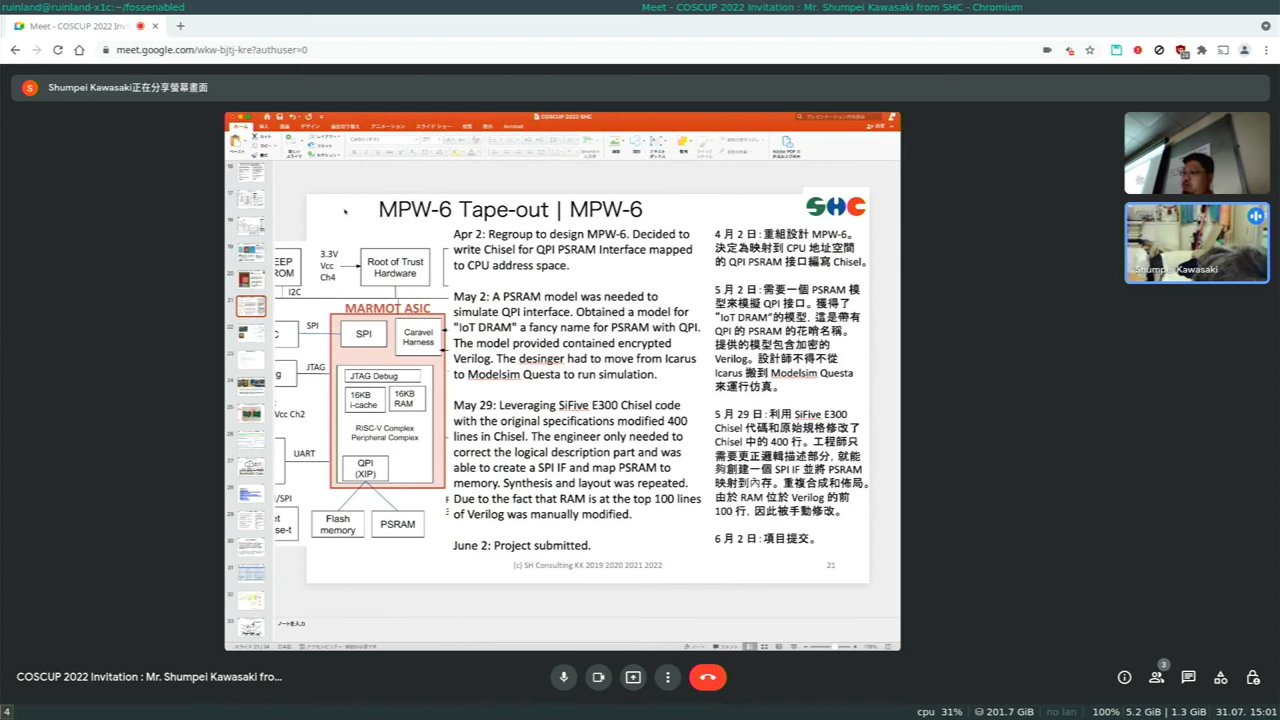 ruinland@ruinland-x1c:~/fossenabled
Meet - COSCUP 2022 Invitation : Mr. Shumpei Kawasaki from SHC - Chromium
Meet - COSCUP 2022 Invi
meet.google.com/wkw-bjtj-kre?authuser=0
S
Shumpei Kawasaki正在分享螢幕畫面
COSCUP 2022 SHC
MPW-6 Tape-out | MPW-6
SHC
3.3V
Vcc
Ch4
Root of Trust
Hardware
EEP
ROM
I2C
MARMOT ASIC
SPI
SPI
Caravel
Harness
JTAG
JTAG Debug
16KB
i-cache
16KB
RAM
Vcc Ch2
RISC-V Complex
Peripheral Complex
UART
QPI
(XIP)
Flash
memory
PSRAM
Apr 2: Regroup to design MPW-6. Decided to
write Chisel for QPI PSRAM Interface mapped
to CPU address space.
May 2: A PSRAM model was needed to
simulate QPI interface. Obtained a model for
"IoT DRAM" a fancy name for PSRAM with QPI.
The model provided contained encrypted
Verilog. The desinger had to move from Icarus
to Modelsim Questa to run simulation.
May 29: Leveraging SiFive E300 Chisel code
with the original specifications modified 400
lines in Chisel. The engineer only needed to
correct the logical description part and was
able to create a SPI IF and map PSRAM to
memory. Synthesis and layout was repeated.
Due to the fact that RAM is at the top 100 lines
of Verilog was manually modified.
June 2: Project submitted.
4 月 2 日：重組設計 MPW-6。
決定為映射到 CPU 地址空間
的 QPI PSRAM 接口編寫 Chisel。
5 月 2 日：需要一個 PSRAM 模
型來模擬 QPI 接口。獲得了
“IoT DRAM”的模型，這是帶有
QPI 的 PSRAM 的花哨名稱。
提供的模型包含加密的
Verilog。設計師不得不從
Icarus 搬到 Modelsim Questa
來運行仿真。
5 月 29 日：利用 SiFive E300
Chisel 代碼和原始規格修改了
Chisel 中的 400 行。工程師只
需要更正邏輯描述部分，就能
夠創建一個 SPI IF 並將 PSRAM
映射到內存。重複合成和佈局。
由於 RAM 位於 Verilog 的前
100 行，因此被手動修改。
6 月 2 日：項目提交。
(c) SH Consulting KK 2019 2020 2021 2022
21
ノートを入力
Shumpei Kawasaki
COSCUP 2022 Invitation : Mr. Shumpei Kawasaki fro...
3
4
cpu 31% 201.7 GiB no lan 100% 5.2 GiB | 1.3 GiB 31.07. 15:01